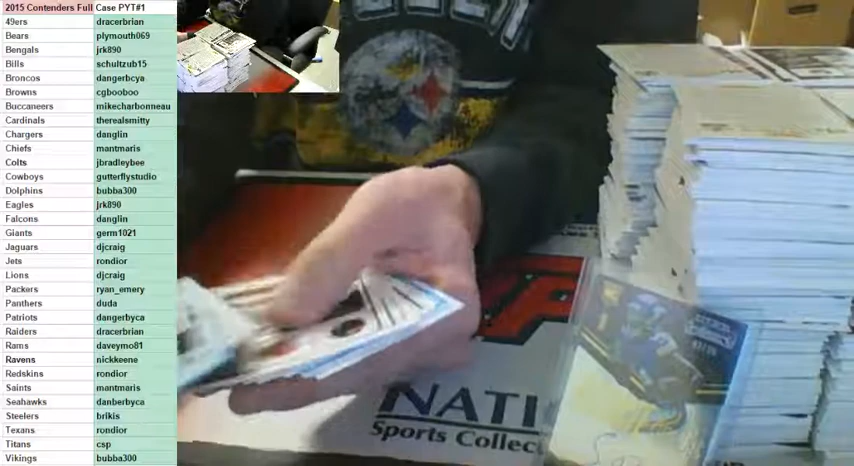 2015 Contenders Full Case PYT#1
49ers dracerbrian
Bears plymouth069
Bengals jrk890
Bills schultzub15
Broncos dangerbcya
Browns cgbooboo
Buccaneers mikecharbonneau
Cardinals therealsmitty
Chargers danglin
Chiefs mantmaris
Colts jbradleybee
Cowboys gutterflystudio
Dolphins bubba300
Eagles jrk890
Falcons danglin
Giants germ1021
Jaguars djcraig
Jets rondior
Lions djcraig
Packers ryan_emery
Panthers duda
Patriots dangerbyca
Raiders dracerbrian
Rams daveymo81
Ravens nickkeene
Redskins rondior
Saints mantmaris
Seahawks danberbyca
Steelers brikis
Texans rondior
Titans csp
Vikings bubba300
NATI
Sports Collec